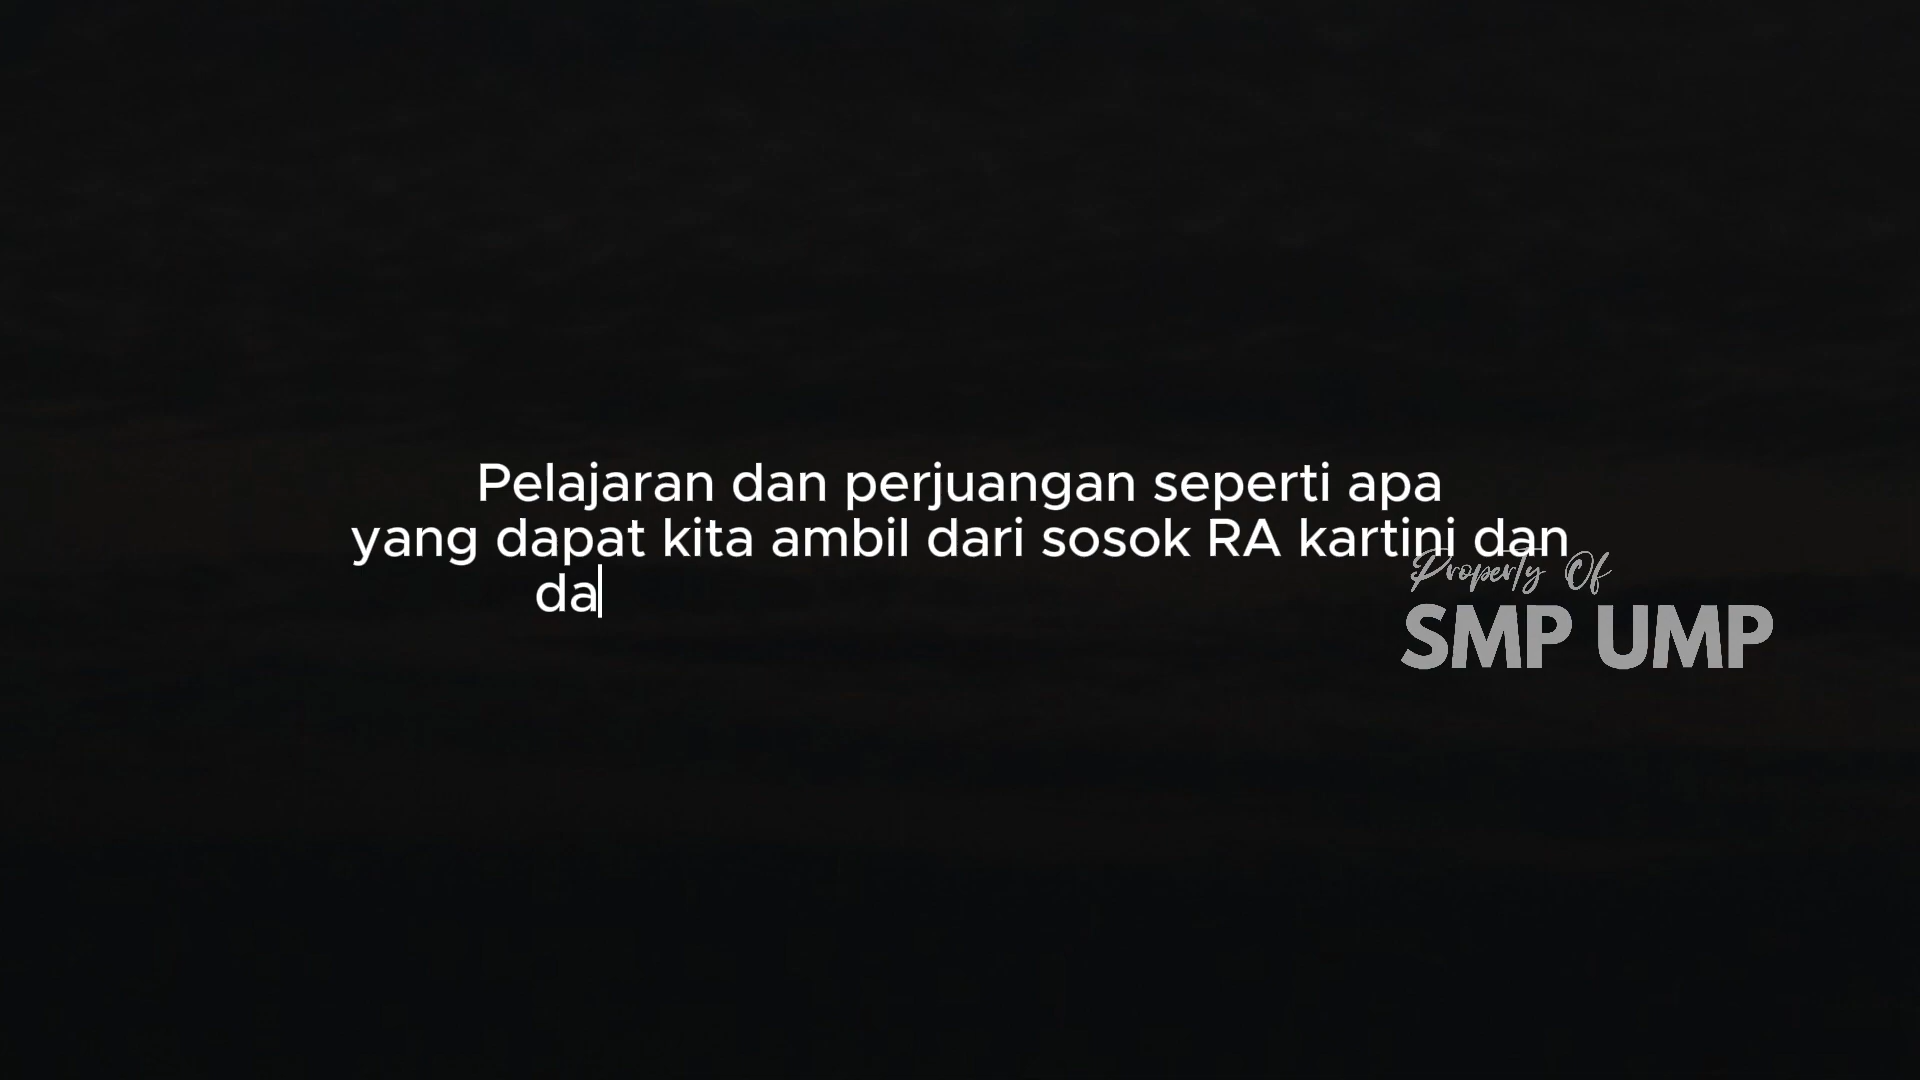 Pelajaran dan perjuangan seperti apa
yang dapat kita ambil dari sosok RA kartini dan
da
Property Of
SMP UMP